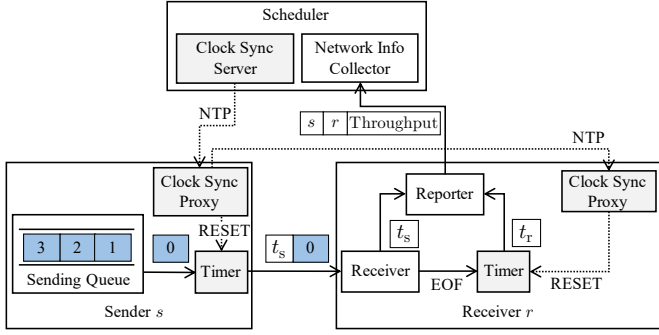 Scheduler
Clock Sync
Server
Network Info
Collector
NTP
s r Throughput
NTP
Clock Sync
Proxy
Reporter
Clock Sync
Proxy
RESET
3 2 1
0
Sending Queue
Timer
tₛ 0
tₛ
tᵣ
Receiver
EOF
Timer
RESET
Sender s
Receiver r